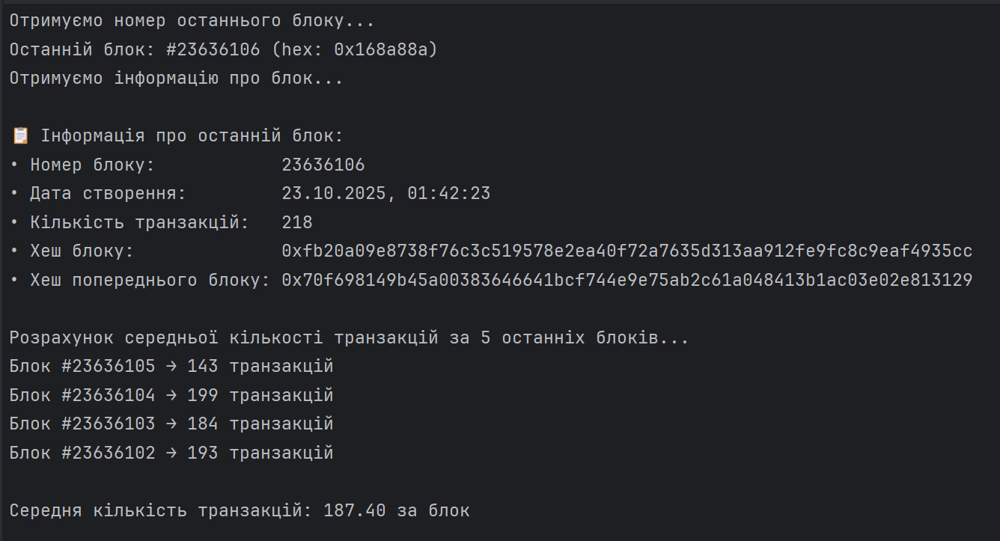 Отримуємо номер останнього блоку...
Останній блок: #23636106 (hex: 0x168a88a)
Отримуємо інформацію про блок...
📋 Інформація про останній блок:
• Номер блоку: 23636106
• Дата створення: 23.10.2025, 01:42:23
• Кількість транзакцій: 218
• Хеш блоку: 0xfb20a09e8738f76c3c519578e2ea40f72a7635d313aa912fe9fc8c9eaf4935cc
• Хеш попереднього блоку: 0x70f698149b45a00383646641bcf744e9e75ab2c61a048413b1ac03e02e813129
Розрахунок середньої кількості транзакцій за 5 останніх блоків...
Блок #23636105 → 143 транзакцій
Блок #23636104 → 199 транзакцій
Блок #23636103 → 184 транзакцій
Блок #23636102 → 193 транзакцій
Середня кількість транзакцій: 187.40 за блок